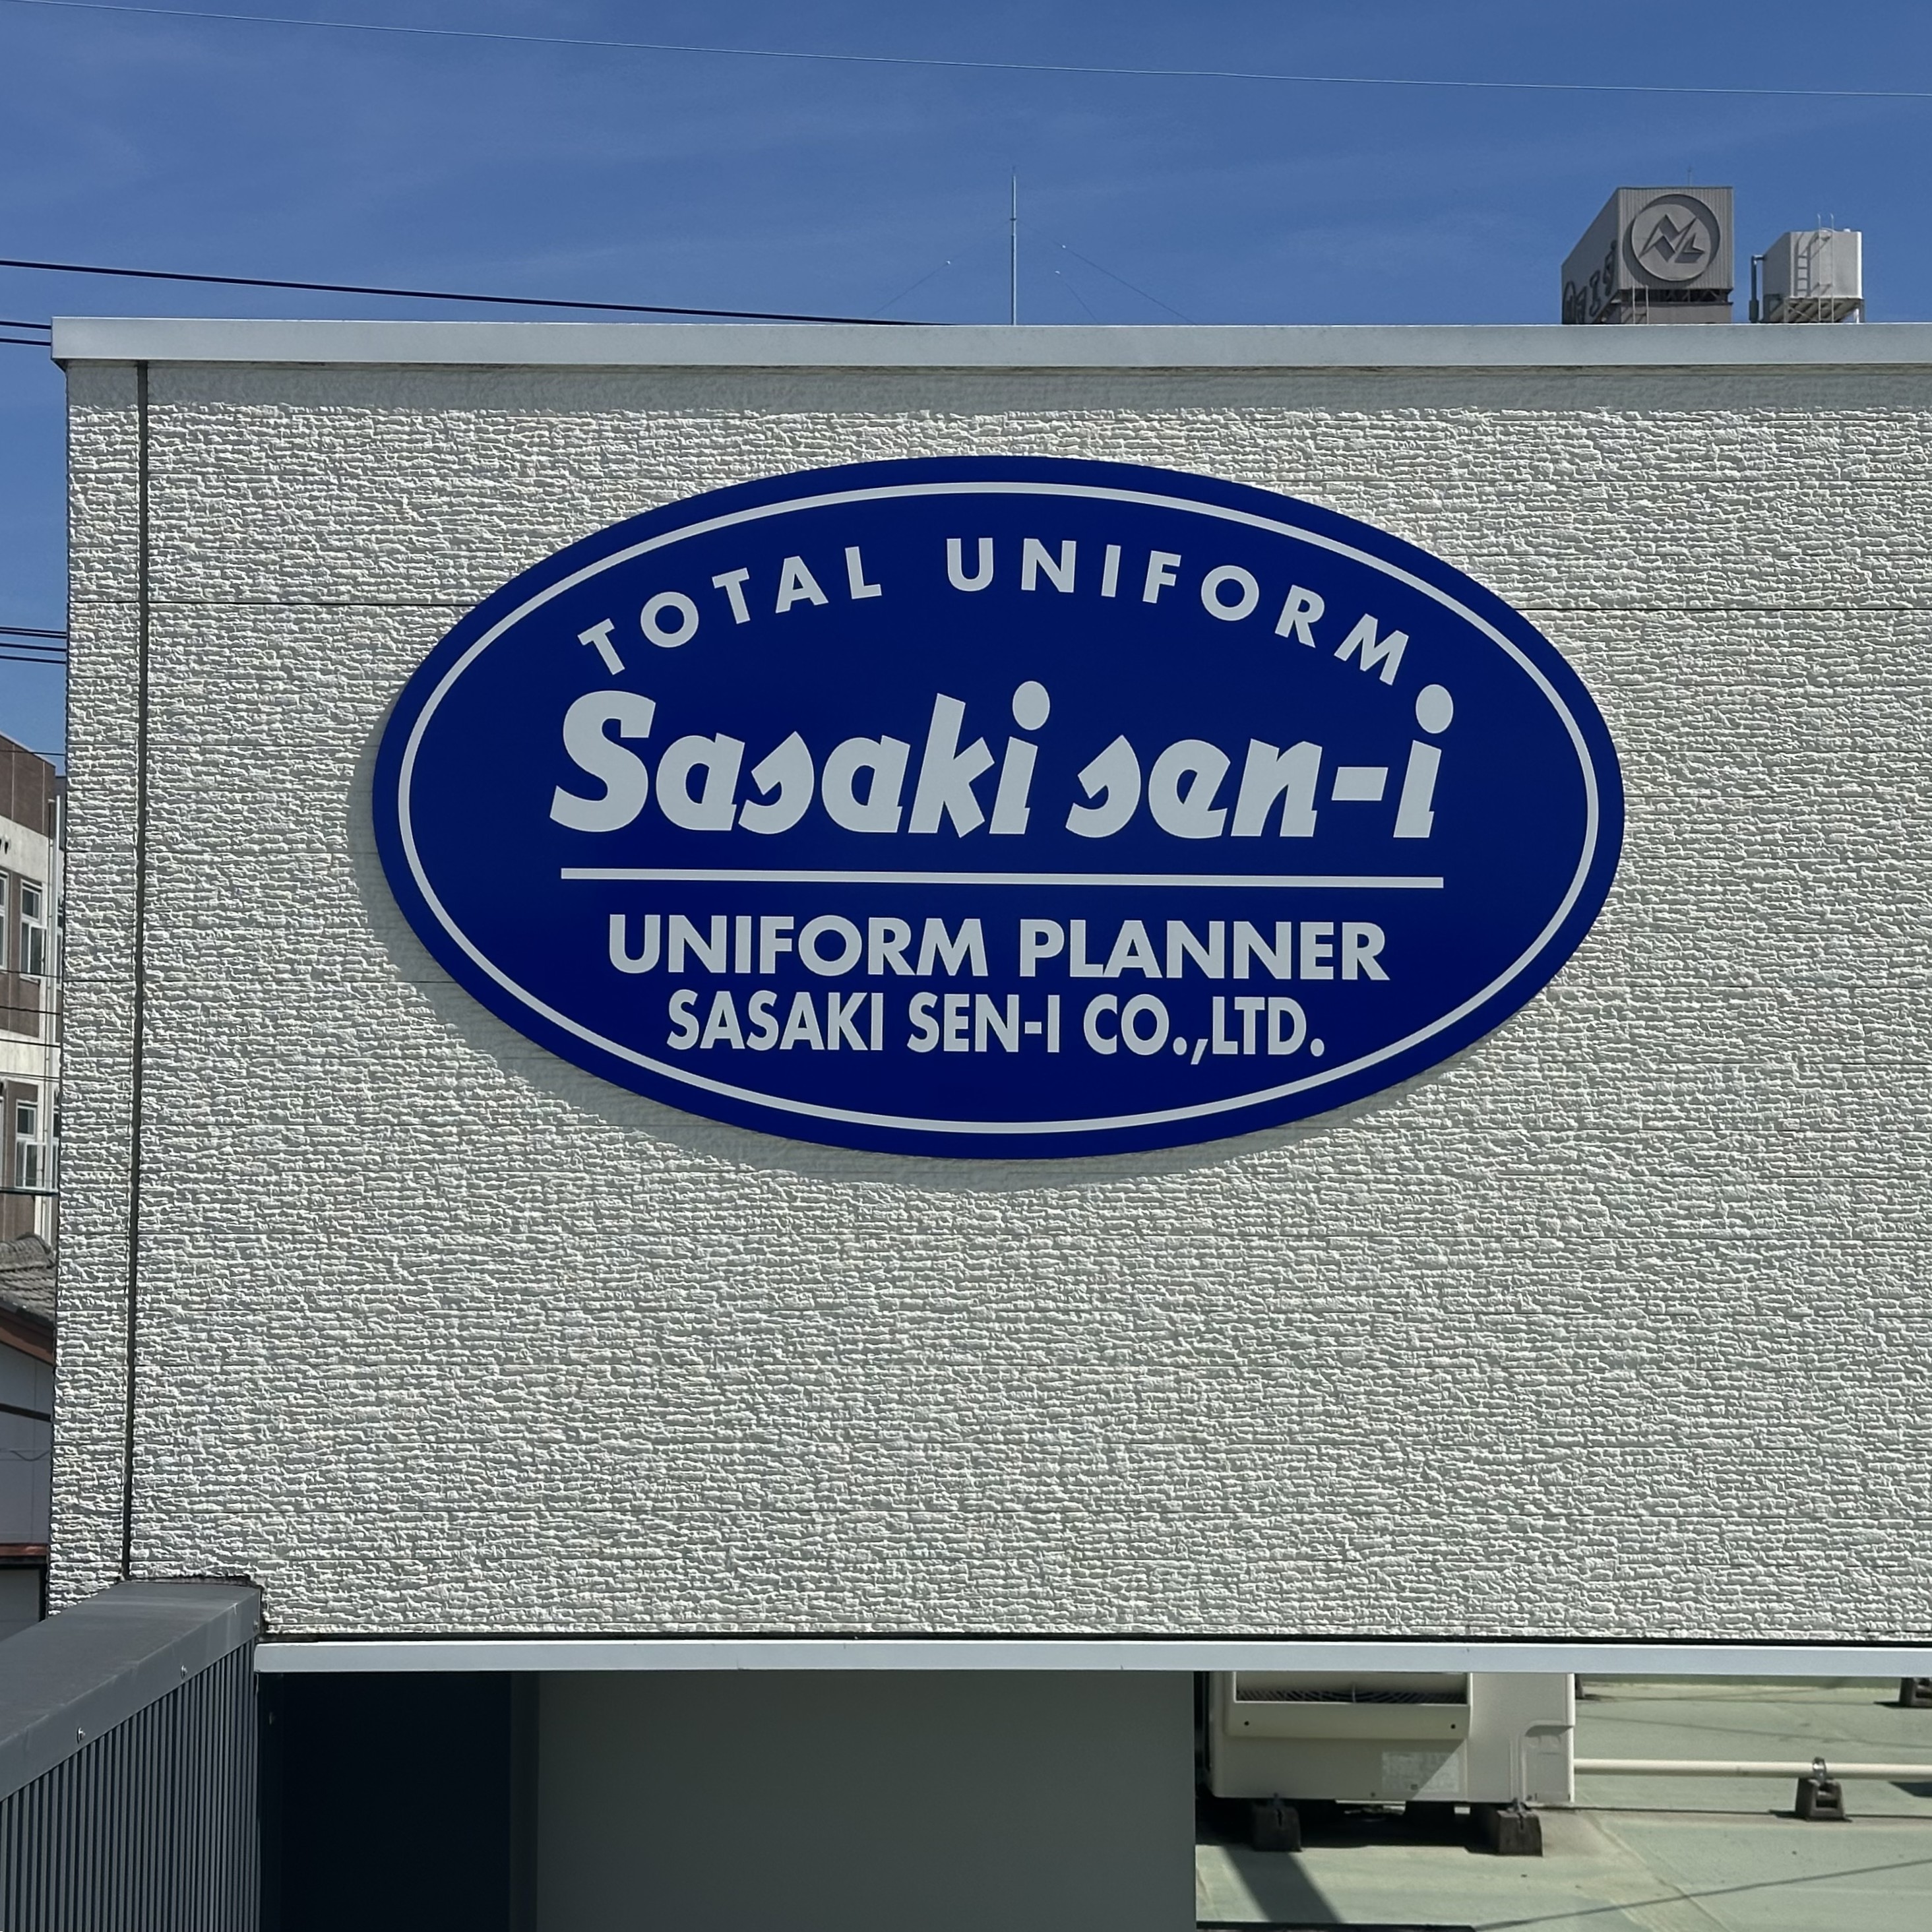 TOTAL UNIFORM
Sasaki sen-i
UNIFORM PLANNER
SASAKI SEN-I CO.,LTD.